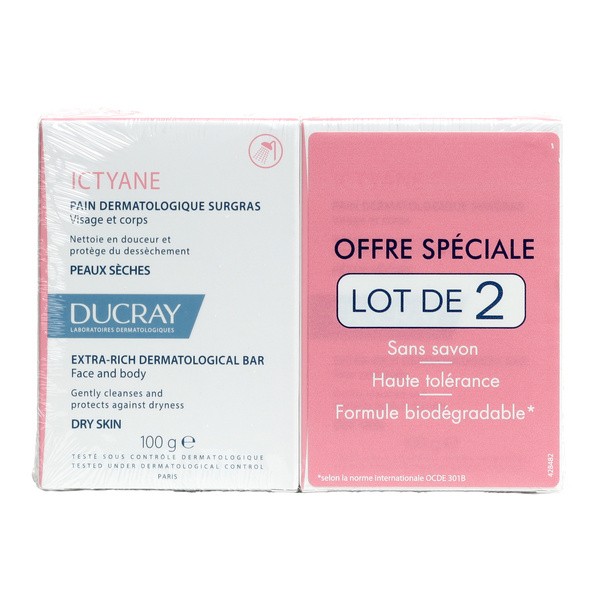 ICTYANE
PAIN DERMATOLOGIQUE SURGRAS
Visage et corps
Nettoie en douceur et
protège du dessèchement
PEAUX SÈCHES
DUCRAY
LABORATOIRES DERMATOLOGIQUES
EXTRA-RICH DERMATOLOGICAL BAR
Face and body
Gently cleanses and
protects against dryness
DRY SKIN
100 g ℮
TESTÉ SOUS CONTRÔLE DERMATOLOGIQUE
TESTED UNDER DERMATOLOGICAL CONTROL
PARIS
OFFRE SPÉCIALE
LOT DE 2
Sans savon
Haute tolérance
Formule biodégradable*
*selon la norme internationale OCDE 301B
428482